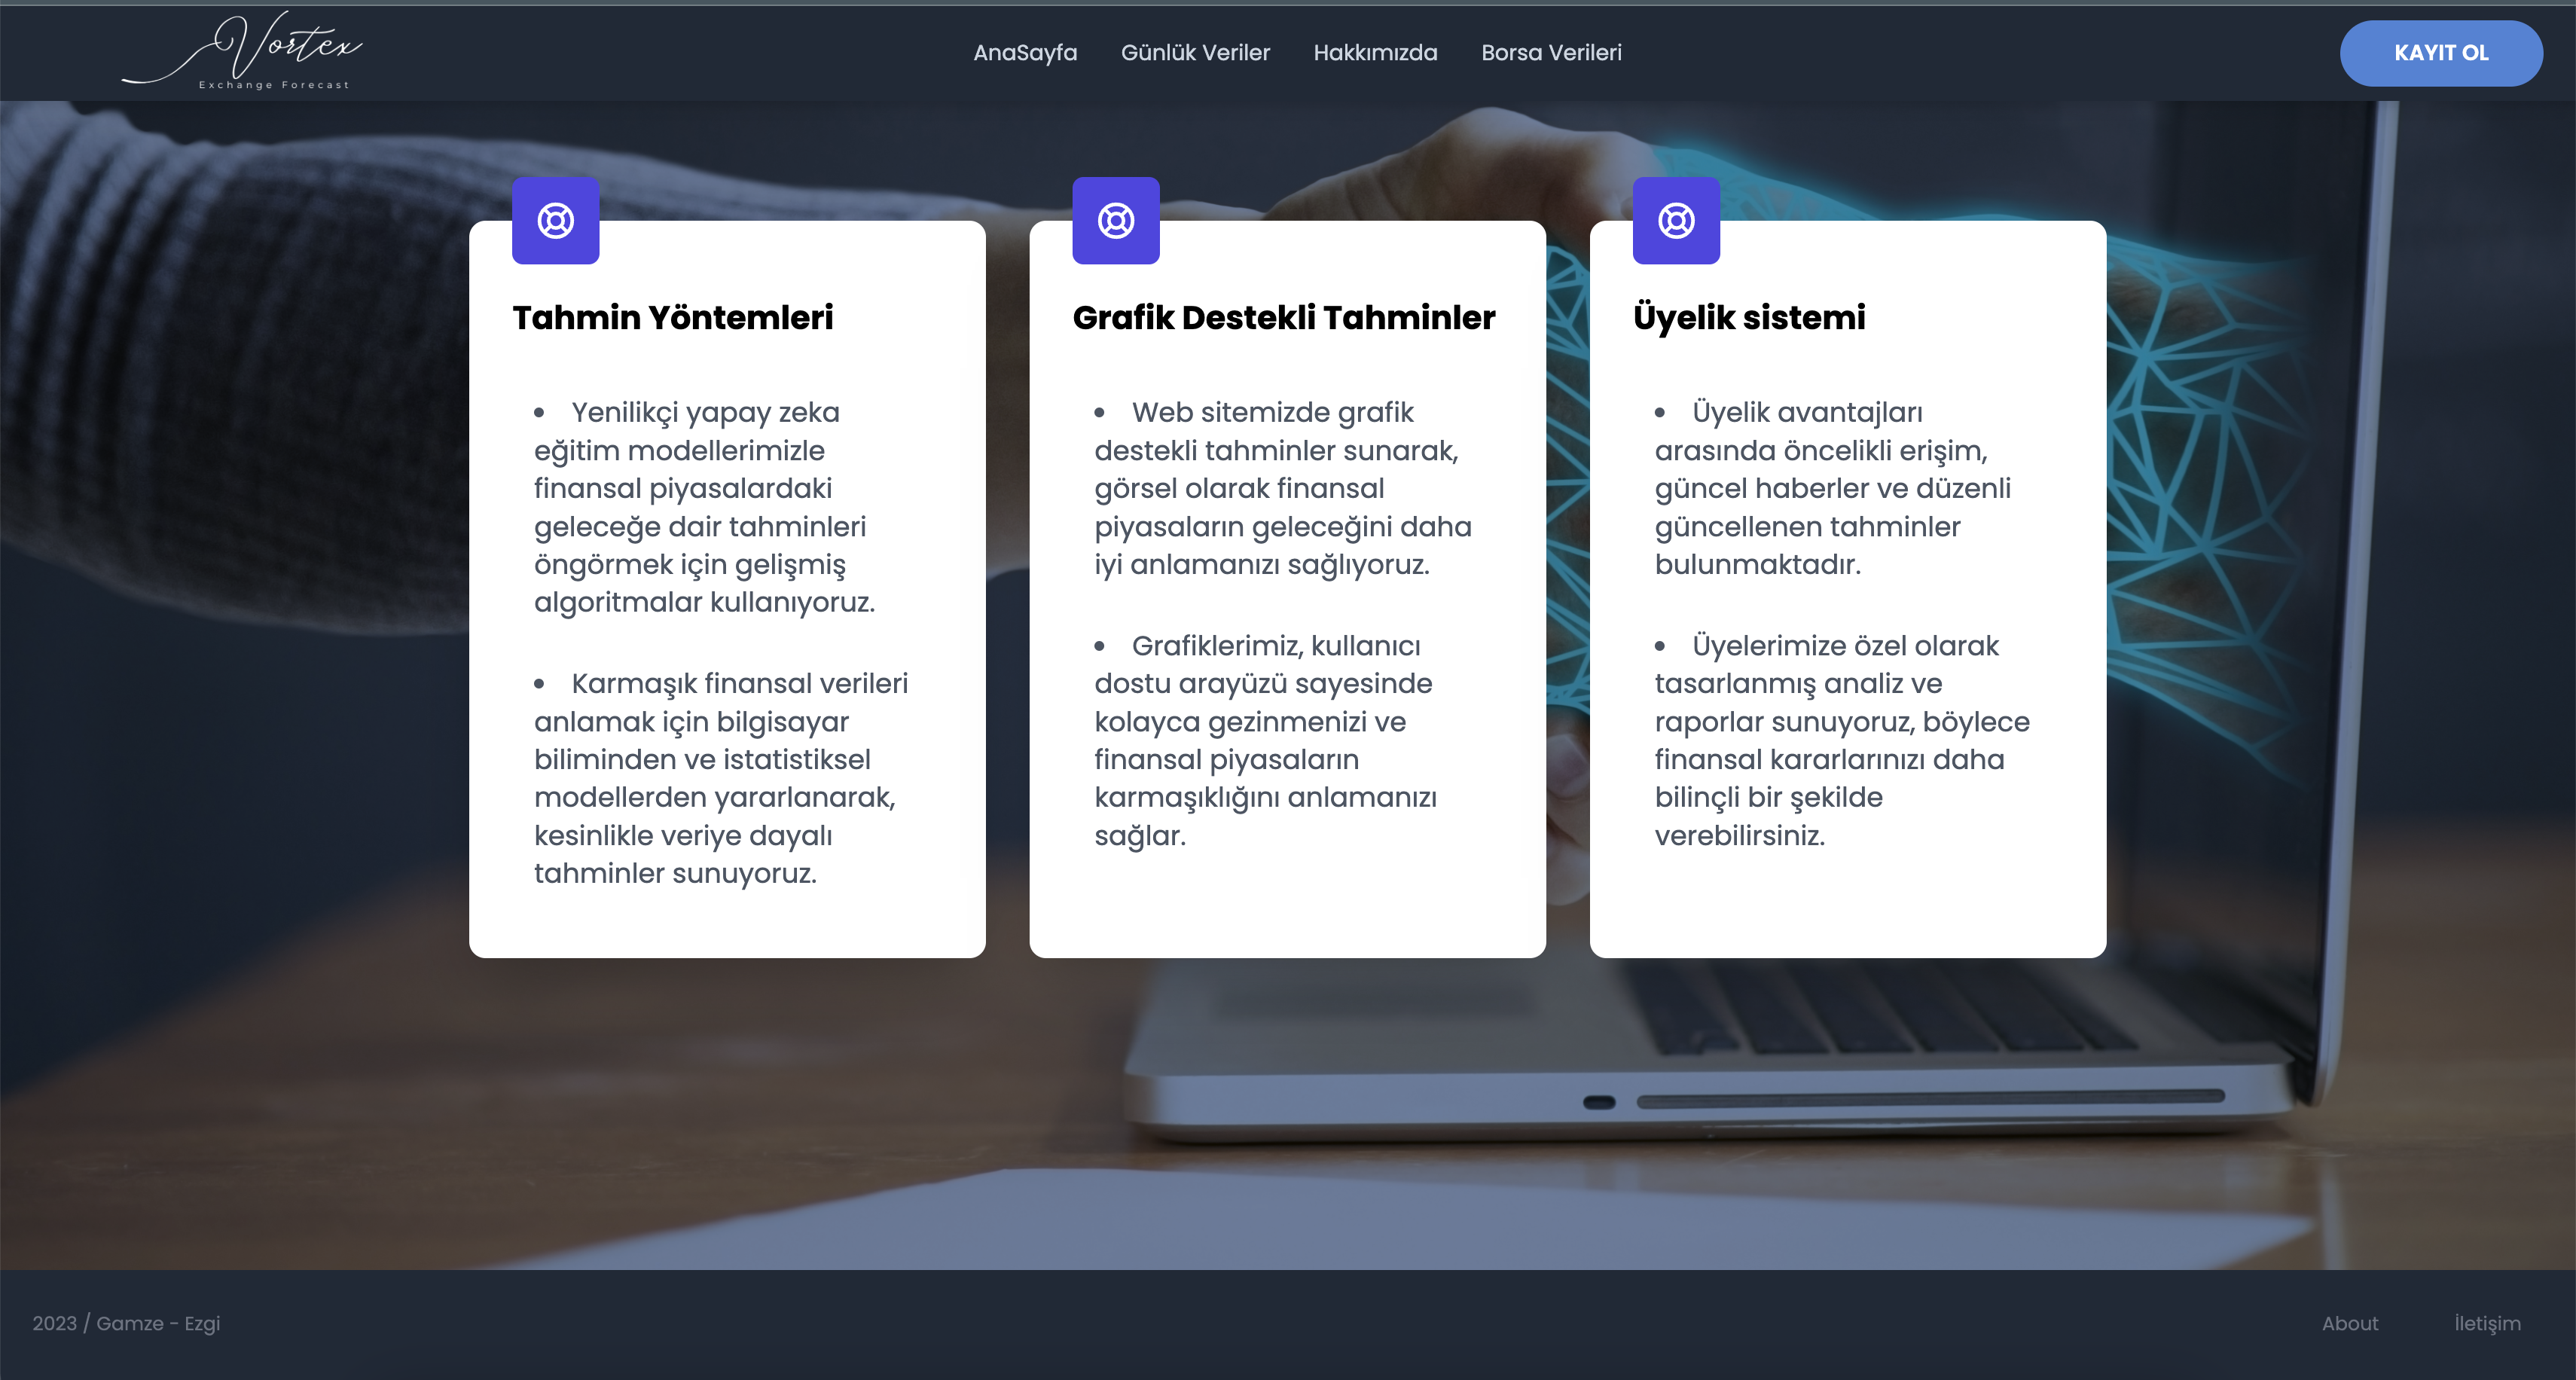 Vortex
Exchange Forecast
AnaSayfa
Günlük Veriler
Hakkımızda
Borsa Verileri
KAYIT OL
Tahmin Yöntemleri
• Yenilikçi yapay zeka
eğitim modellerimizle
finansal piyasalardaki
geleceğe dair tahminleri
öngörmek için gelişmiş
algoritmalar kullanıyoruz.
• Karmaşık finansal verileri
anlamak için bilgisayar
biliminden ve istatistiksel
modellerden yararlanarak,
kesinlikle veriye dayalı
tahminler sunuyoruz.
Grafik Destekli Tahminler
• Web sitemizde grafik
destekli tahminler sunarak,
görsel olarak finansal
piyasaların geleceğini daha
iyi anlamanızı sağlıyoruz.
• Grafiklerimiz, kullanıcı
dostu arayüzü sayesinde
kolayca gezinmenizi ve
finansal piyasaların
karmaşıklığını anlamanızı
sağlar.
Üyelik sistemi
• Üyelik avantajları
arasında öncelikli erişim,
güncel haberler ve düzenli
güncellenen tahminler
bulunmaktadır.
• Üyelerimize özel olarak
tasarlanmış analiz ve
raporlar sunuyoruz, böylece
finansal kararlarınızı daha
bilinçli bir şekilde
verebilirsiniz.
2023 / Gamze - Ezgi
About
İletişim